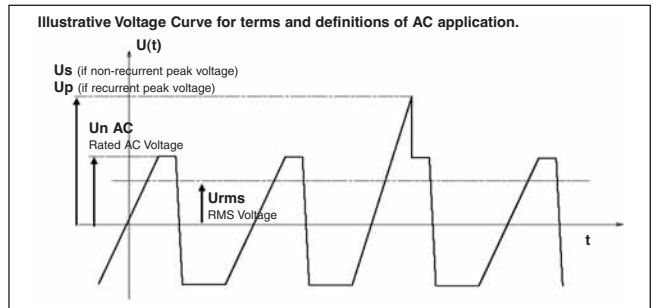 Illustrative Voltage Curve for terms and definitions of AC application.
U(t)
Us (if non-recurrent peak voltage)
Up (if recurrent peak voltage)
Un AC
Rated AC Voltage
Urms
RMS Voltage
t